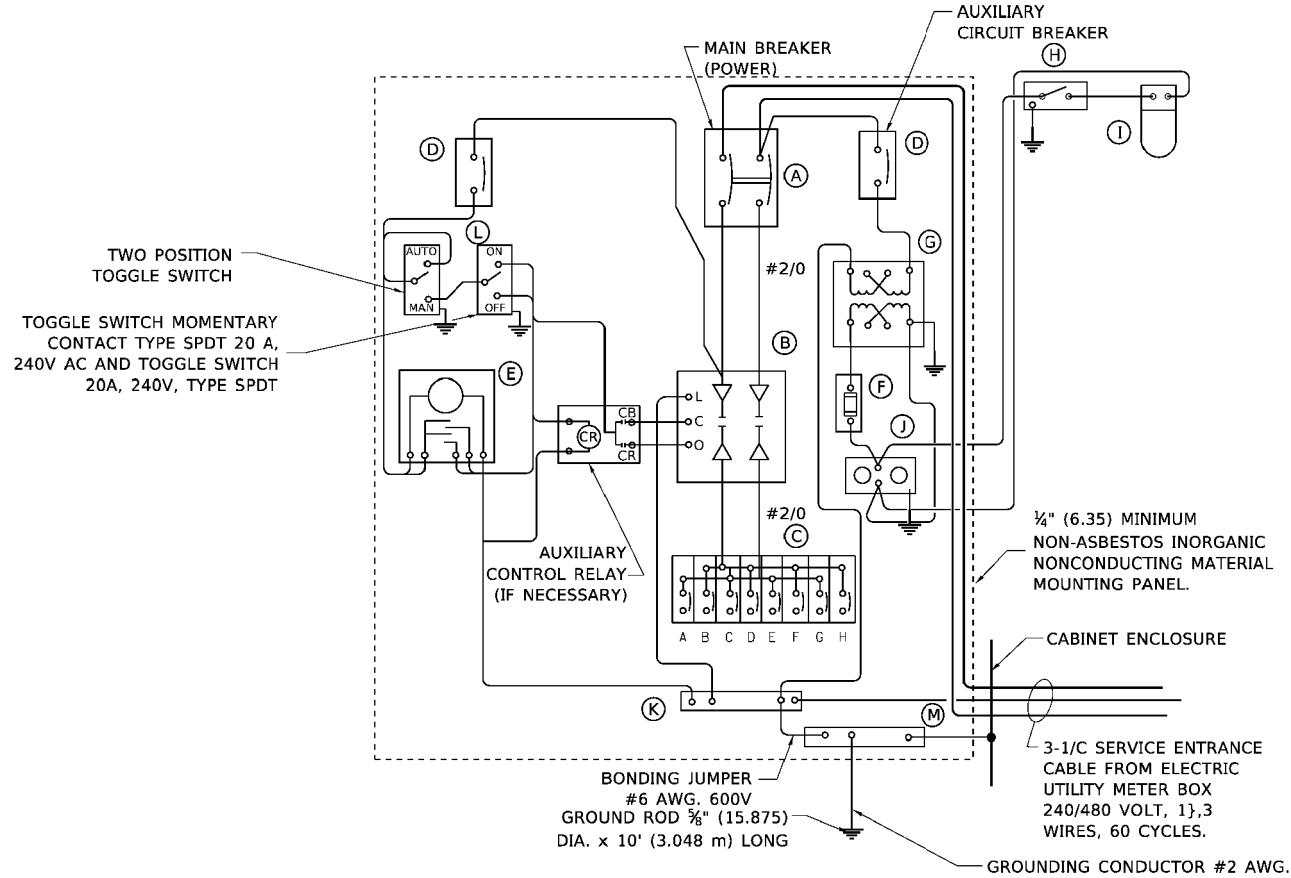 AUXILIARY
CIRCUIT BREAKER
MAIN BREAKER
(POWER)
H
D
D
I
A
L
G
TWO POSITION
TOGGLE SWITCH
AUTO
MAN
ON
OFF
#2/0
TOGGLE SWITCH MOMENTARY
CONTACT TYPE SPDT 20 A,
240V AC AND TOGGLE SWITCH
20A, 240V, TYPE SPDT
B
E
F
L
C
O
CB
CR
CR
J
#2/0
C
AUXILIARY
CONTROL RELAY
(IF NECESSARY)
¼" (6.35) MINIMUM
NON-ASBESTOS INORGANIC
NONCONDUCTING MATERIAL
MOUNTING PANEL.
A B C D E F G H
CABINET ENCLOSURE
K
M
3-1/C SERVICE ENTRANCE
CABLE FROM ELECTRIC
UTILITY METER BOX
240/480 VOLT, 1},3
WIRES, 60 CYCLES.
BONDING JUMPER
#6 AWG. 600V
GROUND ROD ⅝" (15.875)
DIA. x 10' (3.048 m) LONG
GROUNDING CONDUCTOR #2 AWG.